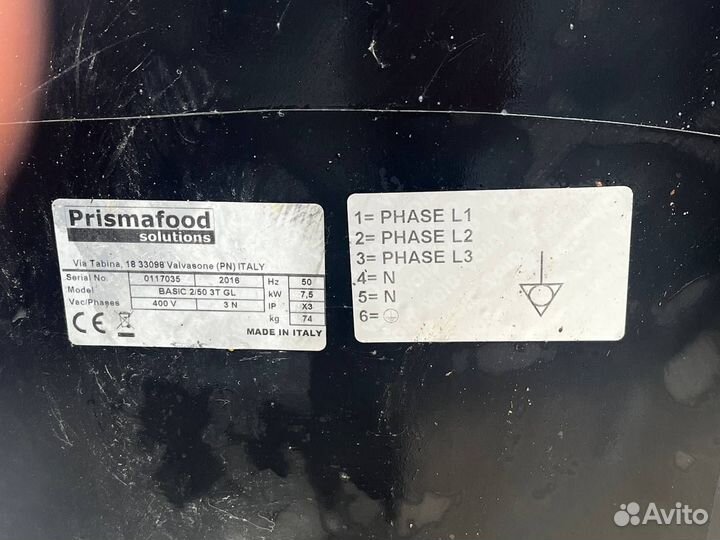 Prismafood
solutions
Via Tabina, 18 33098 Valvasone (PN) ITALY
Serial No. 0117035 2016 Hz 50
Model BASIC 2/50 3T GL kW 7,5
Vac/Phases 400 V 3 N IP X3
kg 74
CE MADE IN ITALY
1= PHASE L1
2= PHASE L2
3= PHASE L3
4= N
5= N
6= ⏚
Avito